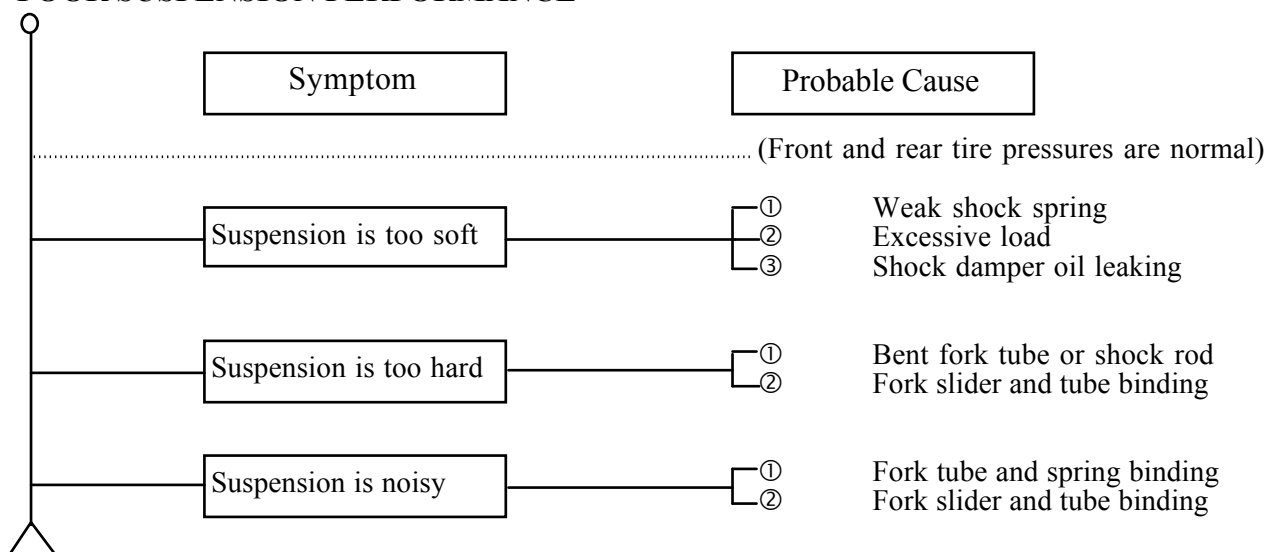 POOR SUSPENSION PERFORMANCE
Symptom
Probable Cause
(Front and rear tire pressures are normal)
Suspension is too soft
① Weak shock spring
② Excessive load
③ Shock damper oil leaking
Suspension is too hard
① Bent fork tube or shock rod
② Fork slider and tube binding
Suspension is noisy
① Fork tube and spring binding
② Fork slider and tube binding